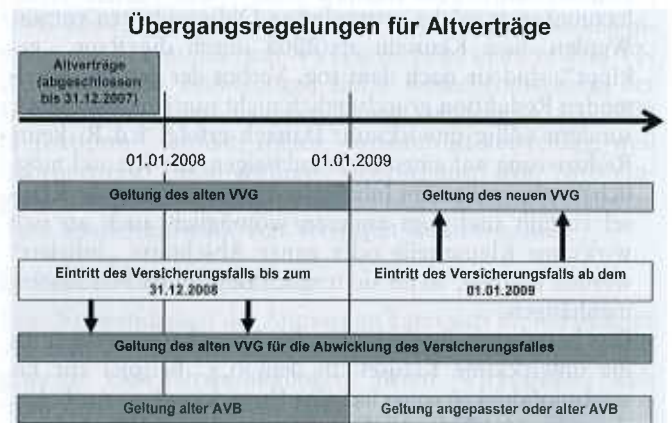 Übergangsregelungen für Altverträge
Altverträge
(abgeschlossen
bis 31.12.2007)
01.01.2008
01.01.2009
Geltung des alten VVG
Geltung des neuen VVG
Eintritt des Versicherungsfalls bis zum
31.12.2008
Eintritt des Versicherungsfalls ab dem
01.01.2009
Geltung des alten VVG für die Abwicklung des Versicherungsfalles
Geltung alter AVB
Geltung angepasster oder alter AVB